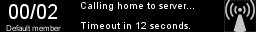 00/02
Default member
Calling home to server...
Timeout in 12 seconds.